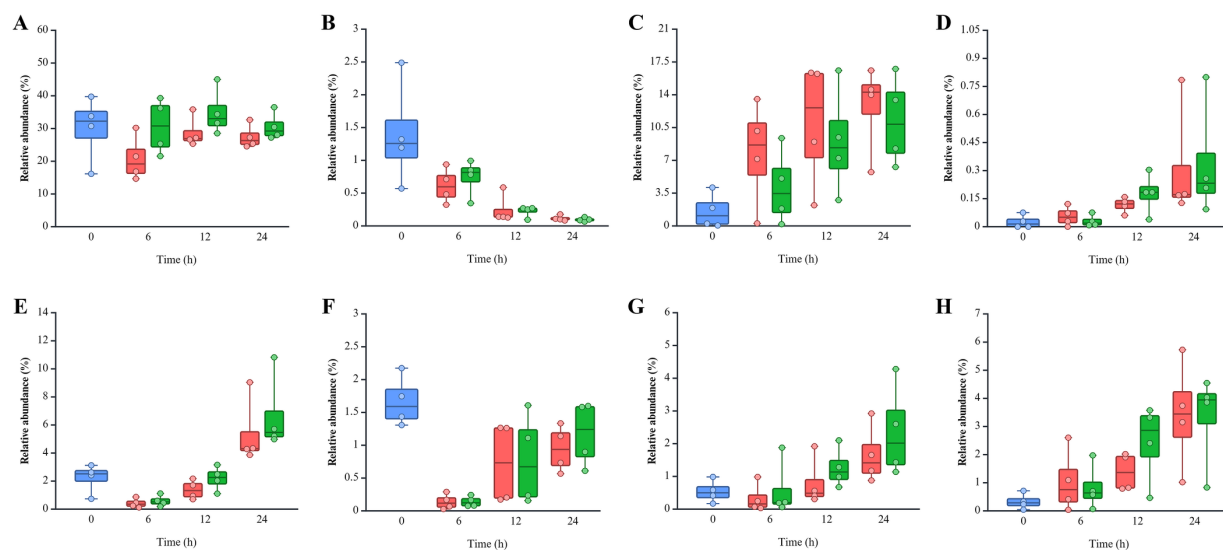 A
Relative abundance (%)
60
50
40
30
20
10
0
0 6 12 24
Time (h)
B
Relative abundance (%)
3
2.5
2
1.5
1
0.5
0
0 6 12 24
Time (h)
C
Relative abundance (%)
21
17.5
14
10.5
7
3.5
0
0 6 12 24
Time (h)
D
Relative abundance (%)
1.05
0.9
0.75
0.6
0.45
0.3
0.15
0
0 6 12 24
Time (h)
E
Relative abundance (%)
14
12
10
8
6
4
2
0
0 6 12 24
Time (h)
F
Relative abundance (%)
3
2.5
2
1.5
1
0.5
0
0 6 12 24
Time (h)
G
Relative abundance (%)
6
5
4
3
2
1
0
0 6 12 24
Time (h)
H
Relative abundance (%)
7
6
5
4
3
2
1
0
0 6 12 24
Time (h)